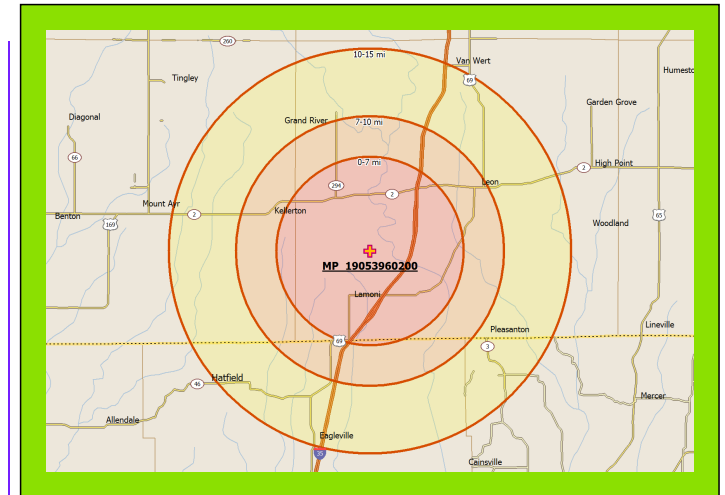 260
10-15 mi
Van Wert
Humesto
Tingley
69
Garden Grove
Diagonal
Grand River
7-10 mi
66
0-7 mi
High Point
2
294
2
Leon
Mount Ayr
Kellerton
Benton
2
65
169
Woodland
MP 19053960200
Lamoni
Lineville
Pleasanton
69
3
Hatfield
46
Mercer
Allendale
Eagleville
35
Cainsville